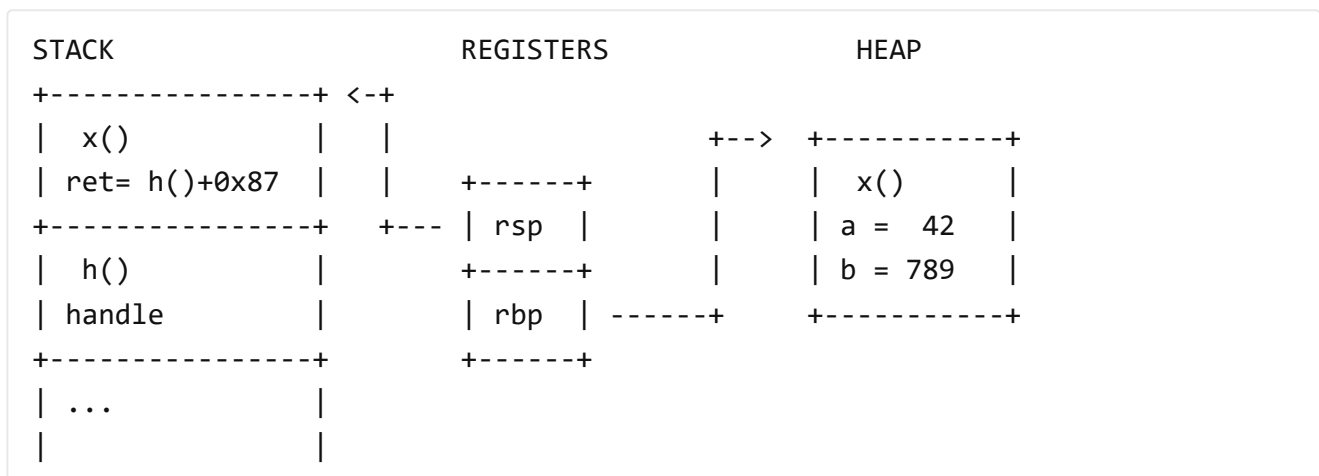 STACK                     REGISTERS               HEAP
+-----------------+ <-+
|  x()            |   |                   +-->  +-----------+
| ret= h()+0x87   |   |    +------+       |     |  x()      |
+-----------------+   +--- | rsp  |       |     | a =  42   |
|  h()            |        +------+       |     | b = 789   |
| handle          |        | rbp  | ------+     +-----------+
+-----------------+        +------+
| ...             |
|                 |